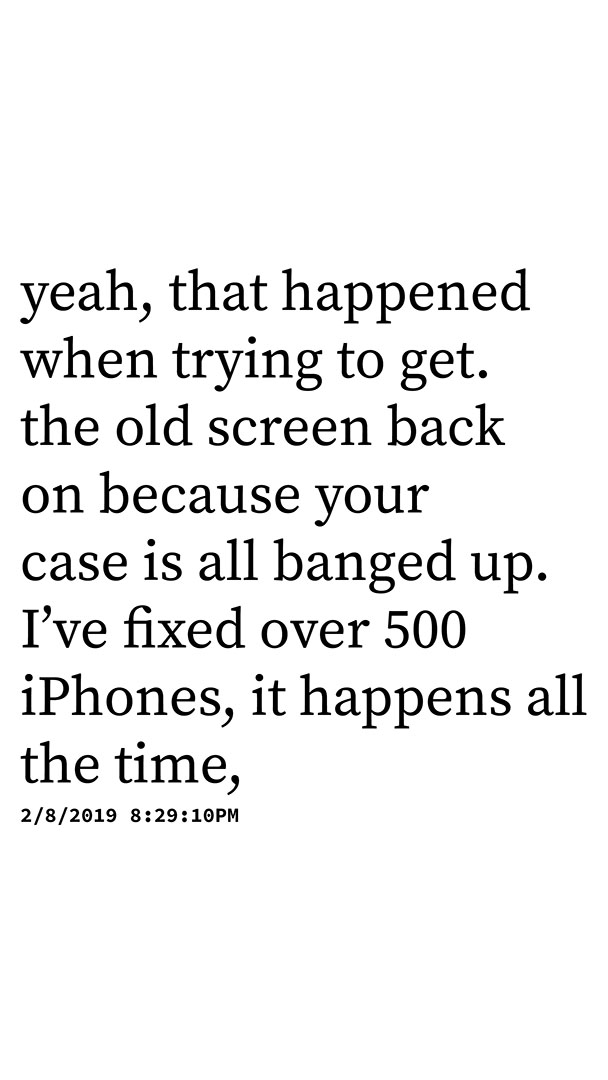 yeah, that happened
when trying to get.
the old screen back
on because your
case is all banged up.
I’ve fixed over 500
iPhones, it happens all
the time,
2/8/2019 8:29:10PM